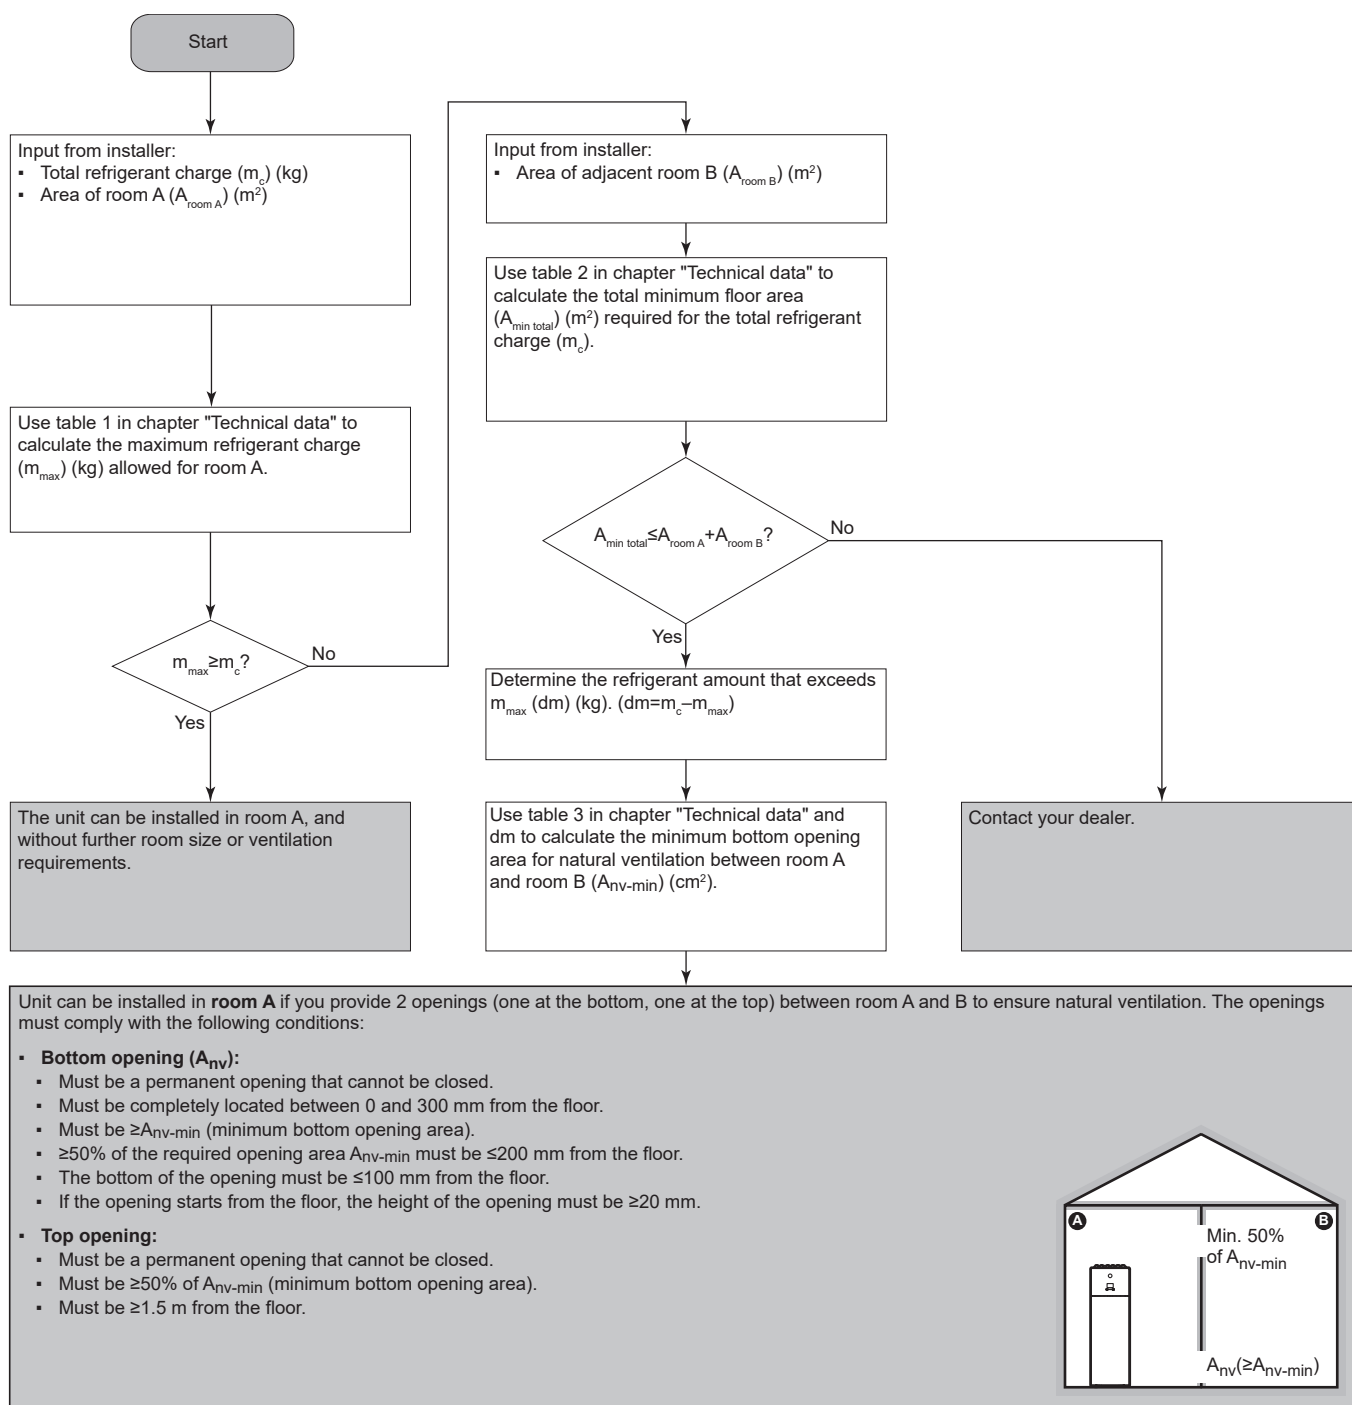 Start
Input from installer:
▪ Total refrigerant charge (mc) (kg)
▪ Area of room A (Aroom A) (m²)
Use table 1 in chapter "Technical data" to
calculate the maximum refrigerant charge
(mmax) (kg) allowed for room A.
mmax≥mc?
No
Yes
The unit can be installed in room A, and
without further room size or ventilation
requirements.
Input from installer:
▪ Area of adjacent room B (Aroom B) (m²)
Use table 2 in chapter "Technical data" to
calculate the total minimum floor area
(Amin total) (m²) required for the total refrigerant
charge (mc).
Amin total≤Aroom A+Aroom B?
No
Yes
Determine the refrigerant amount that exceeds
mmax (dm) (kg). (dm=mc–mmax)
Use table 3 in chapter "Technical data" and
dm to calculate the minimum bottom opening
area for natural ventilation between room A
and room B (Anv-min) (cm²).
Contact your dealer.
Unit can be installed in room A if you provide 2 openings (one at the bottom, one at the top) between room A and B to ensure natural ventilation. The openings
must comply with the following conditions:
▪ Bottom opening (Anv):
▪ Must be a permanent opening that cannot be closed.
▪ Must be completely located between 0 and 300 mm from the floor.
▪ Must be ≥Anv-min (minimum bottom opening area).
▪ ≥50% of the required opening area Anv-min must be ≤200 mm from the floor.
▪ The bottom of the opening must be ≤100 mm from the floor.
▪ If the opening starts from the floor, the height of the opening must be ≥20 mm.
▪ Top opening:
▪ Must be a permanent opening that cannot be closed.
▪ Must be ≥50% of Anv-min (minimum bottom opening area).
▪ Must be ≥1.5 m from the floor.
A
B
Min. 50%
of Anv-min
Anv(≥Anv-min)